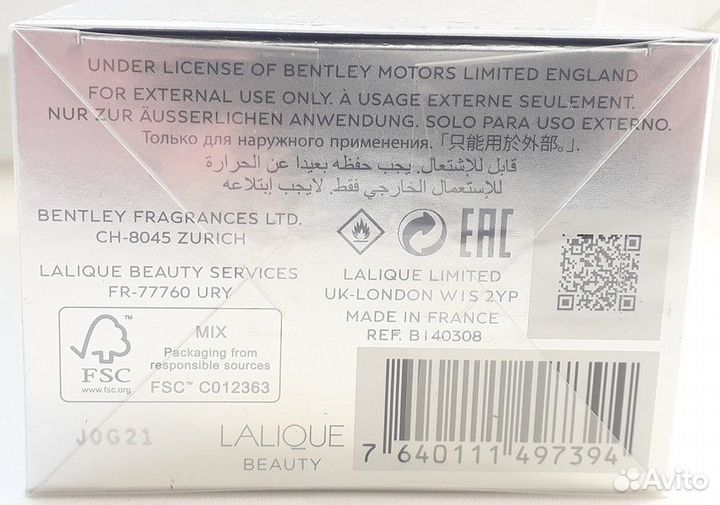 UNDER LICENSE OF BENTLEY MOTORS LIMITED ENGLAND
FOR EXTERNAL USE ONLY. À USAGE EXTERNE SEULEMENT.
NUR ZUR ÄUSSERLICHEN ANWENDUNG. SOLO PARA USO EXTERNO.
Только для наружного применения. 「只能用於外部。」.
قابل للإشتعال. يجب حفظه بعيدا عن الحرارة
للإستعمال الخارجي فقط. لايجب إبتلاعه
BENTLEY FRAGRANCES LTD.
CH-8045 ZURICH
LALIQUE BEAUTY SERVICES
FR-77760 URY
EAC
LALIQUE LIMITED
UK-LONDON W1S 2YP
MADE IN FRANCE
REF. B140308
FSC
www.fsc.org
MIX
Packaging from
responsible sources
FSC™ C012363
J0G21
LALIQUE
BEAUTY
7 640111 497394
Avito